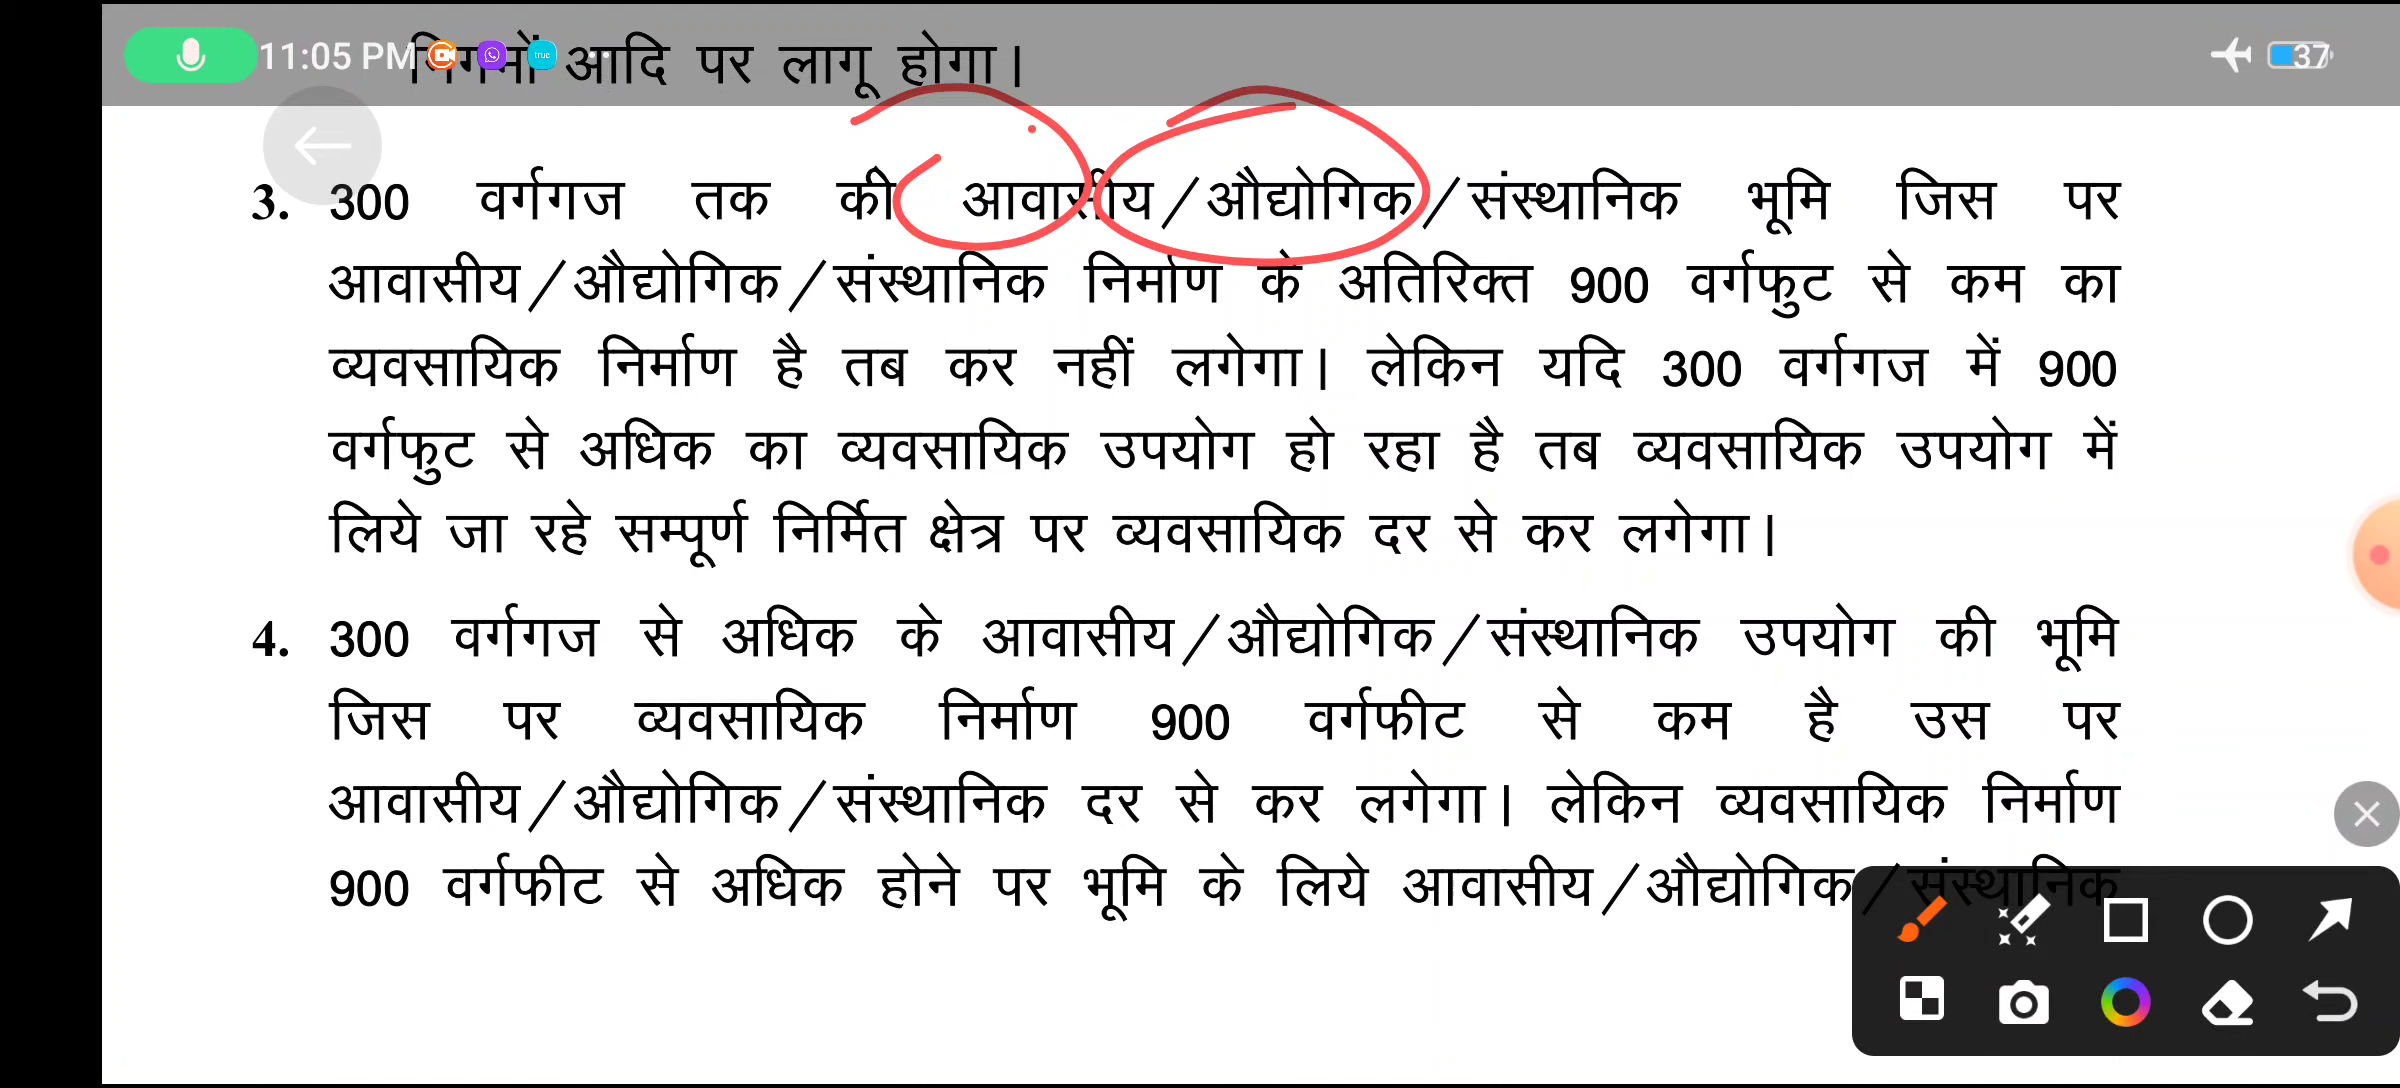 11:05 PM
37
निगमों आदि पर लागू होगा।
3. 300 वर्गगज तक की आवासीय/औद्योगिक/संस्थानिक भूमि जिस पर
आवासीय/औद्योगिक/संस्थानिक निर्माण के अतिरिक्त 900 वर्गफुट से कम का
व्यवसायिक निर्माण है तब कर नहीं लगेगा। लेकिन यदि 300 वर्गगज में 900
वर्गफुट से अधिक का व्यवसायिक उपयोग हो रहा है तब व्यवसायिक उपयोग में
लिये जा रहे सम्पूर्ण निर्मित क्षेत्र पर व्यवसायिक दर से कर लगेगा।
4. 300 वर्गगज से अधिक के आवासीय/औद्योगिक/संस्थानिक उपयोग की भूमि
जिस पर व्यवसायिक निर्माण 900 वर्गफीट से कम है उस पर
आवासीय/औद्योगिक/संस्थानिक दर से कर लगेगा। लेकिन व्यवसायिक निर्माण
900 वर्गफीट से अधिक होने पर भूमि के लिये आवासीय/औद्योगिक/संस्थानिक